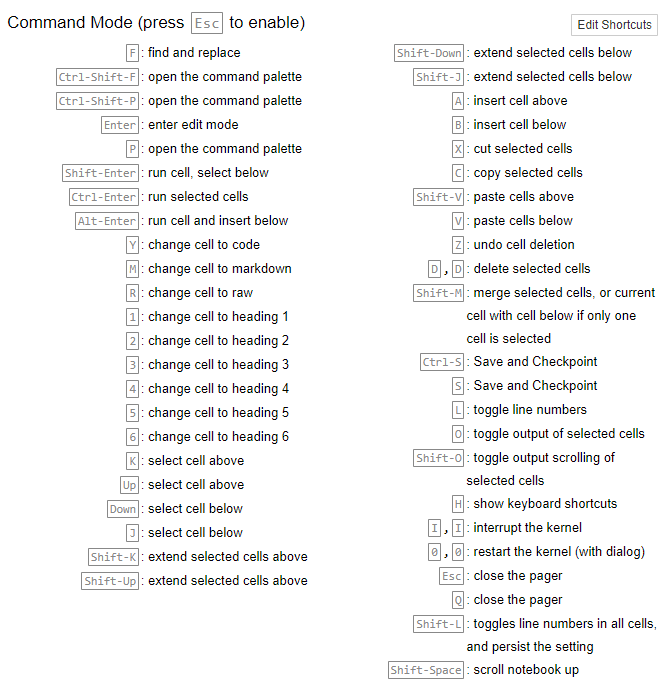 Command Mode (press Esc to enable)
Edit Shortcuts
F : find and replace
Ctrl-Shift-F : open the command palette
Ctrl-Shift-P : open the command palette
Enter : enter edit mode
P : open the command palette
Shift-Enter : run cell, select below
Ctrl-Enter : run selected cells
Alt-Enter : run cell and insert below
Y : change cell to code
M : change cell to markdown
R : change cell to raw
1 : change cell to heading 1
2 : change cell to heading 2
3 : change cell to heading 3
4 : change cell to heading 4
5 : change cell to heading 5
6 : change cell to heading 6
K : select cell above
Up : select cell above
Down : select cell below
J : select cell below
Shift-K : extend selected cells above
Shift-Up : extend selected cells above
Shift-Down : extend selected cells below
Shift-J : extend selected cells below
A : insert cell above
B : insert cell below
X : cut selected cells
C : copy selected cells
Shift-V : paste cells above
V : paste cells below
Z : undo cell deletion
D , D : delete selected cells
Shift-M : merge selected cells, or current
cell with cell below if only one
cell is selected
Ctrl-S : Save and Checkpoint
S : Save and Checkpoint
L : toggle line numbers
O : toggle output of selected cells
Shift-O : toggle output scrolling of
selected cells
H : show keyboard shortcuts
I , I : interrupt the kernel
0 , 0 : restart the kernel (with dialog)
Esc : close the pager
Q : close the pager
Shift-L : toggles line numbers in all cells,
and persist the setting
Shift-Space : scroll notebook up